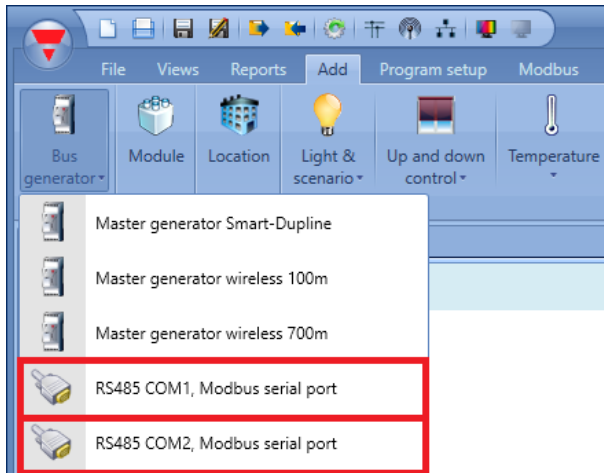 File Views Reports Add Program setup Modbus
Bus generator Module Location Light & scenario Up and down control Temperature
Master generator Smart-Dupline
Master generator wireless 100m
Master generator wireless 700m
RS485 COM1, Modbus serial port
RS485 COM2, Modbus serial port